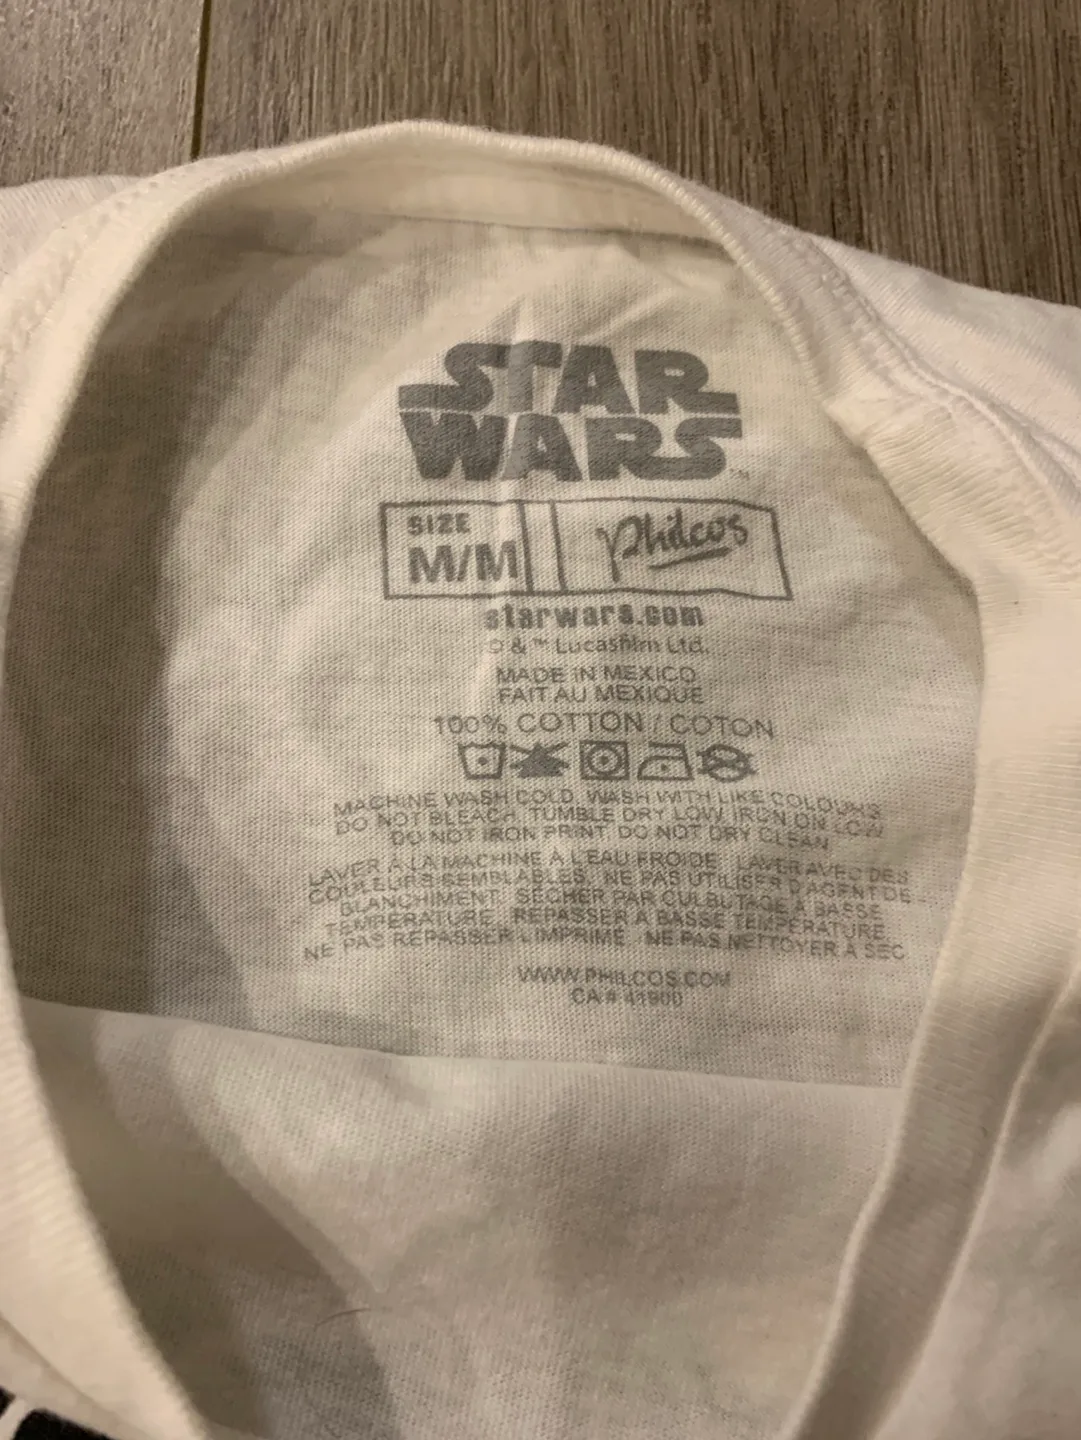 STAR
WARS™
SIZE
M/M
Philcos
starwars.com
© & ™ Lucasfilm Ltd.
MADE IN MEXICO
FAIT AU MEXIQUE
100% COTTON / COTON
MACHINE WASH COLD. WASH WITH LIKE COLOURS.
DO NOT BLEACH. TUMBLE DRY LOW. IRON ON LOW
DO NOT IRON PRINT. DO NOT DRY CLEAN
LAVER À LA MACHINE À L'EAU FROIDE. LAVER AVEC DES
COULEURS SEMBLABLES. NE PAS UTILISER D'AGENT DE
BLANCHIMENT. SÉCHER PAR CULBUTAGE À BASSE
TEMPÉRATURE. REPASSER À BASSE TEMPÉRATURE.
NE PAS REPASSER L'IMPRIMÉ. NE PAS NETTOYER À SEC
WWW.PHILCOS.COM
CA# 41900